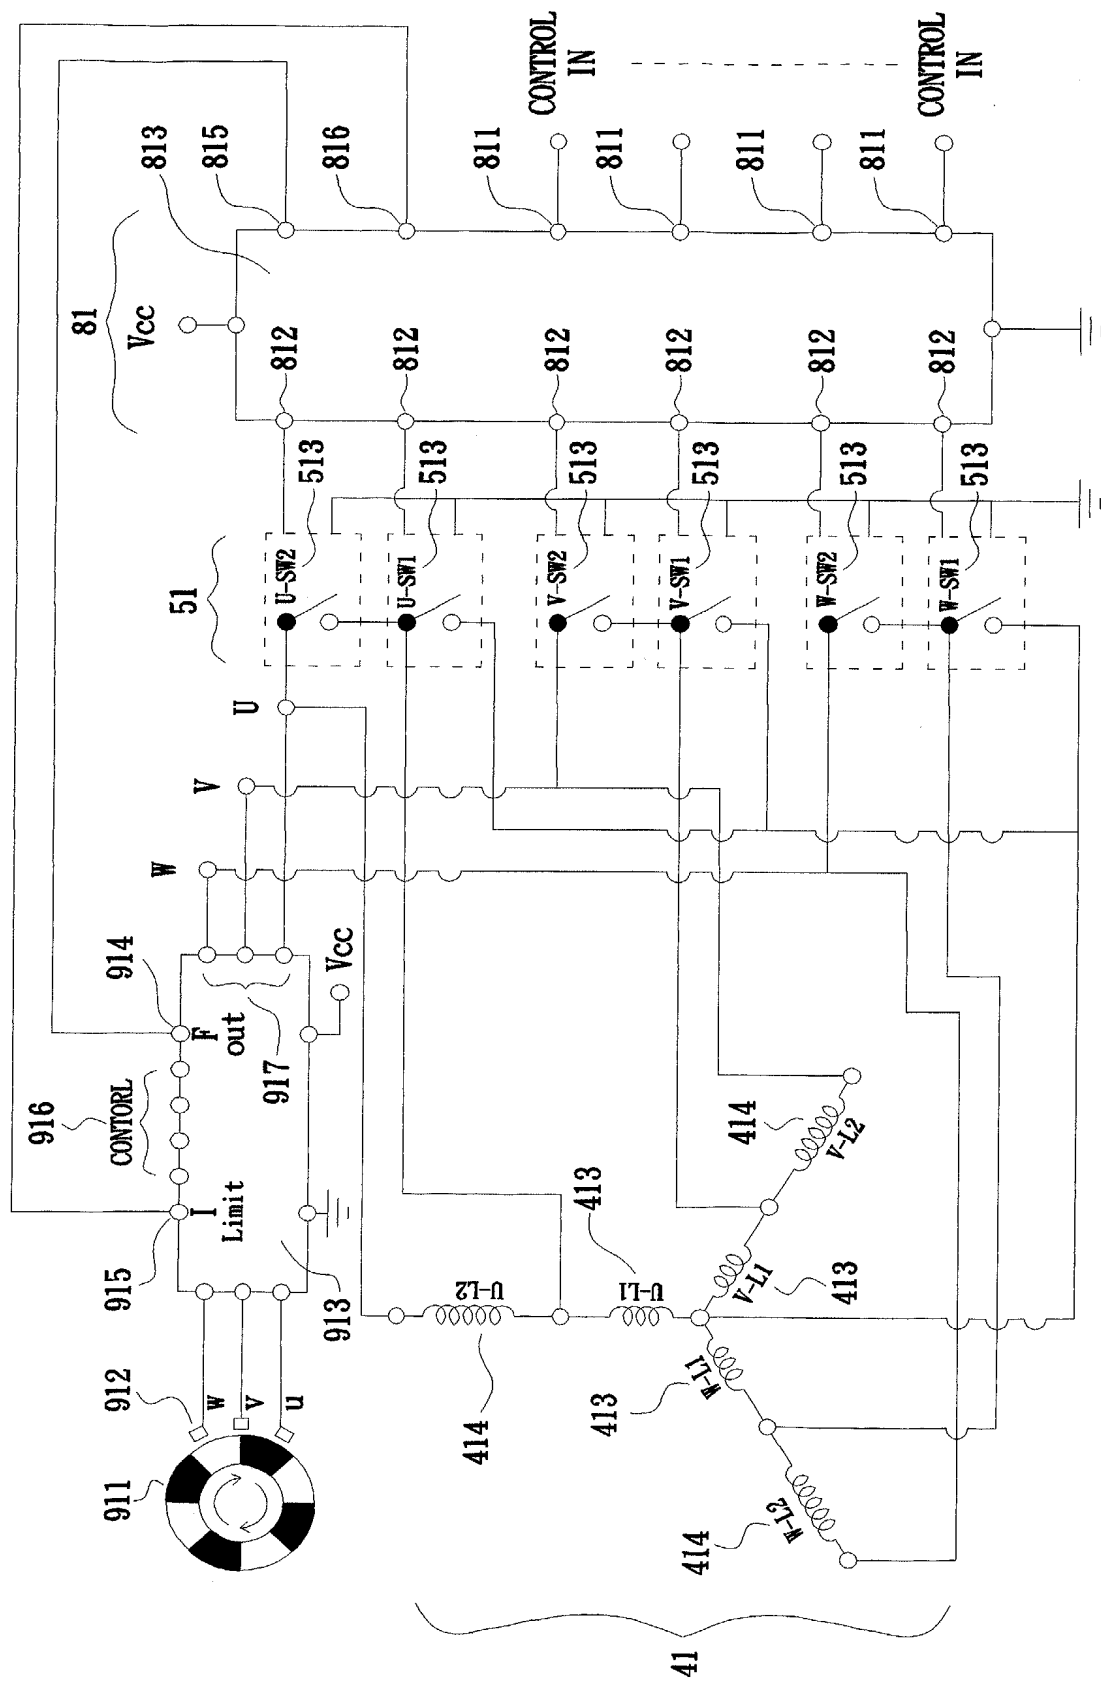 CONTROL
IN
CONTROL
IN
813
815
816
811
811
811
811
81
Vcc
812
812
812
812
812
812
51
513
513
513
513
513
513
U-SW2
U-SW1
V-SW2
V-SW1
W-SW2
W-SW1
U
V
W
914
F
out
Vcc
917
916
CONTORL
I
Limit
915
913
912
911
W
V
u
414
V-L2
413
V-L1
413
U-L1
U-L2
414
W-L1
413
W-L2
414
41